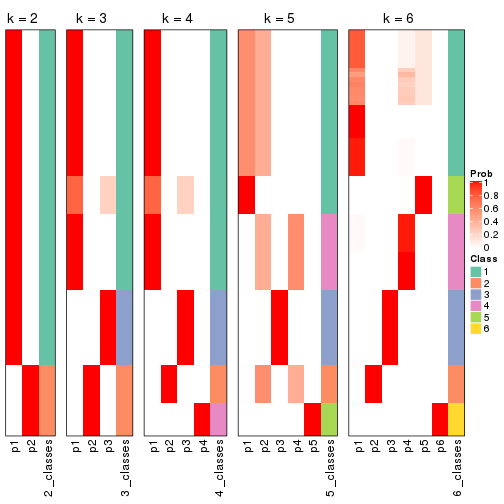 k = 2
k = 3
k = 4
k = 5
k = 6
p1
p2
2_classes
p1
p2
p3
3_classes
p1
p2
p3
p4
4_classes
p1
p2
p3
p4
p5
5_classes
p1
p2
p3
p4
p5
p6
6_classes
Prob
1
0.8
0.6
0.4
0.2
0
Class
1
2
3
4
5
6